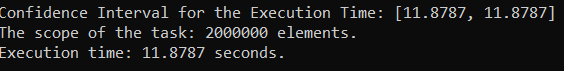 Confidence Interval for the Execution Time: [11.8787, 11.8787]
The scope of the task: 2000000 elements.
Execution time: 11.8787 seconds.